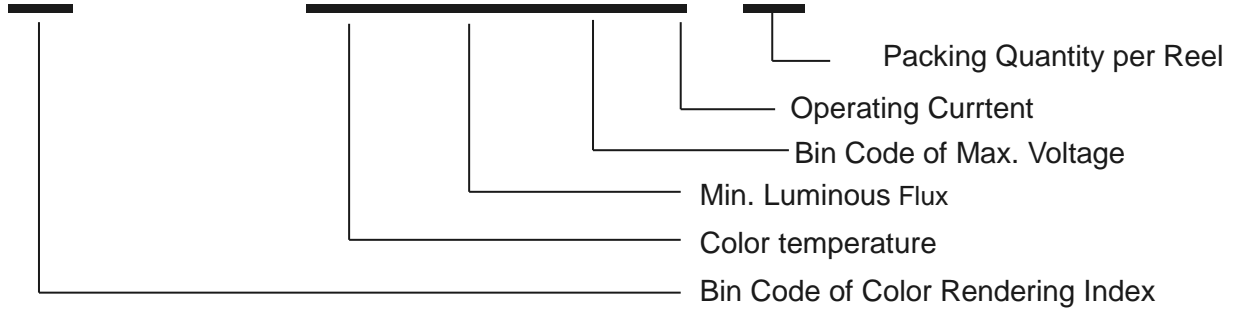 Packing Quantity per Reel
Operating Currtent
Bin Code of Max. Voltage
Min. Luminous Flux
Color temperature
Bin Code of Color Rendering Index